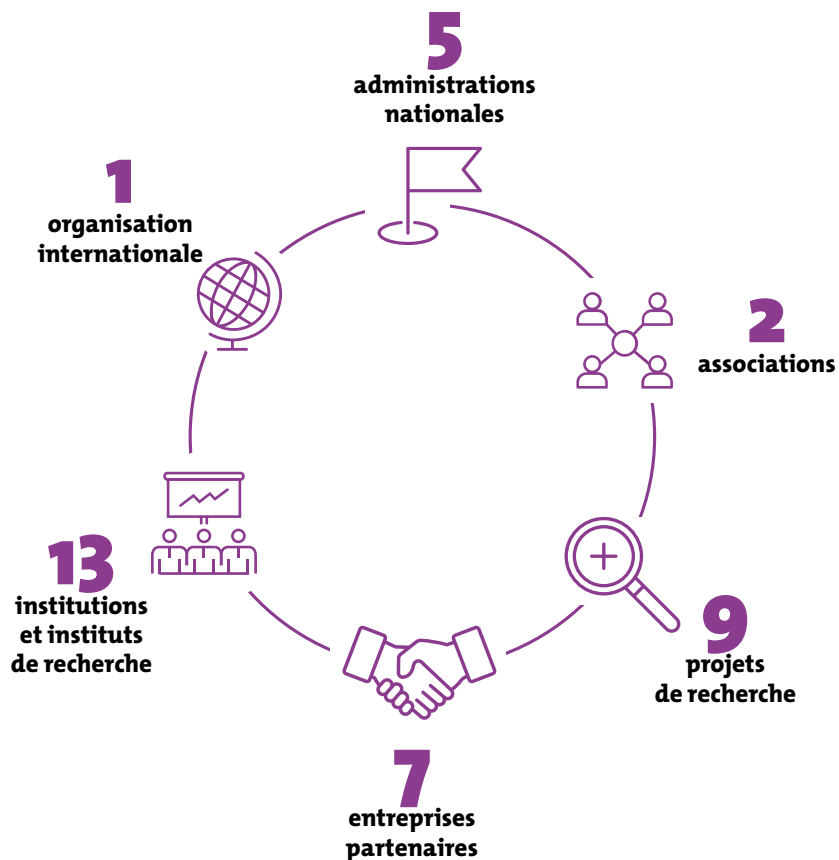 5
administrations
nationales
1
organisation
internationale
2
associations
13
institutions
et instituts
de recherche
9
projets
de recherche
7
entreprises
partenaires